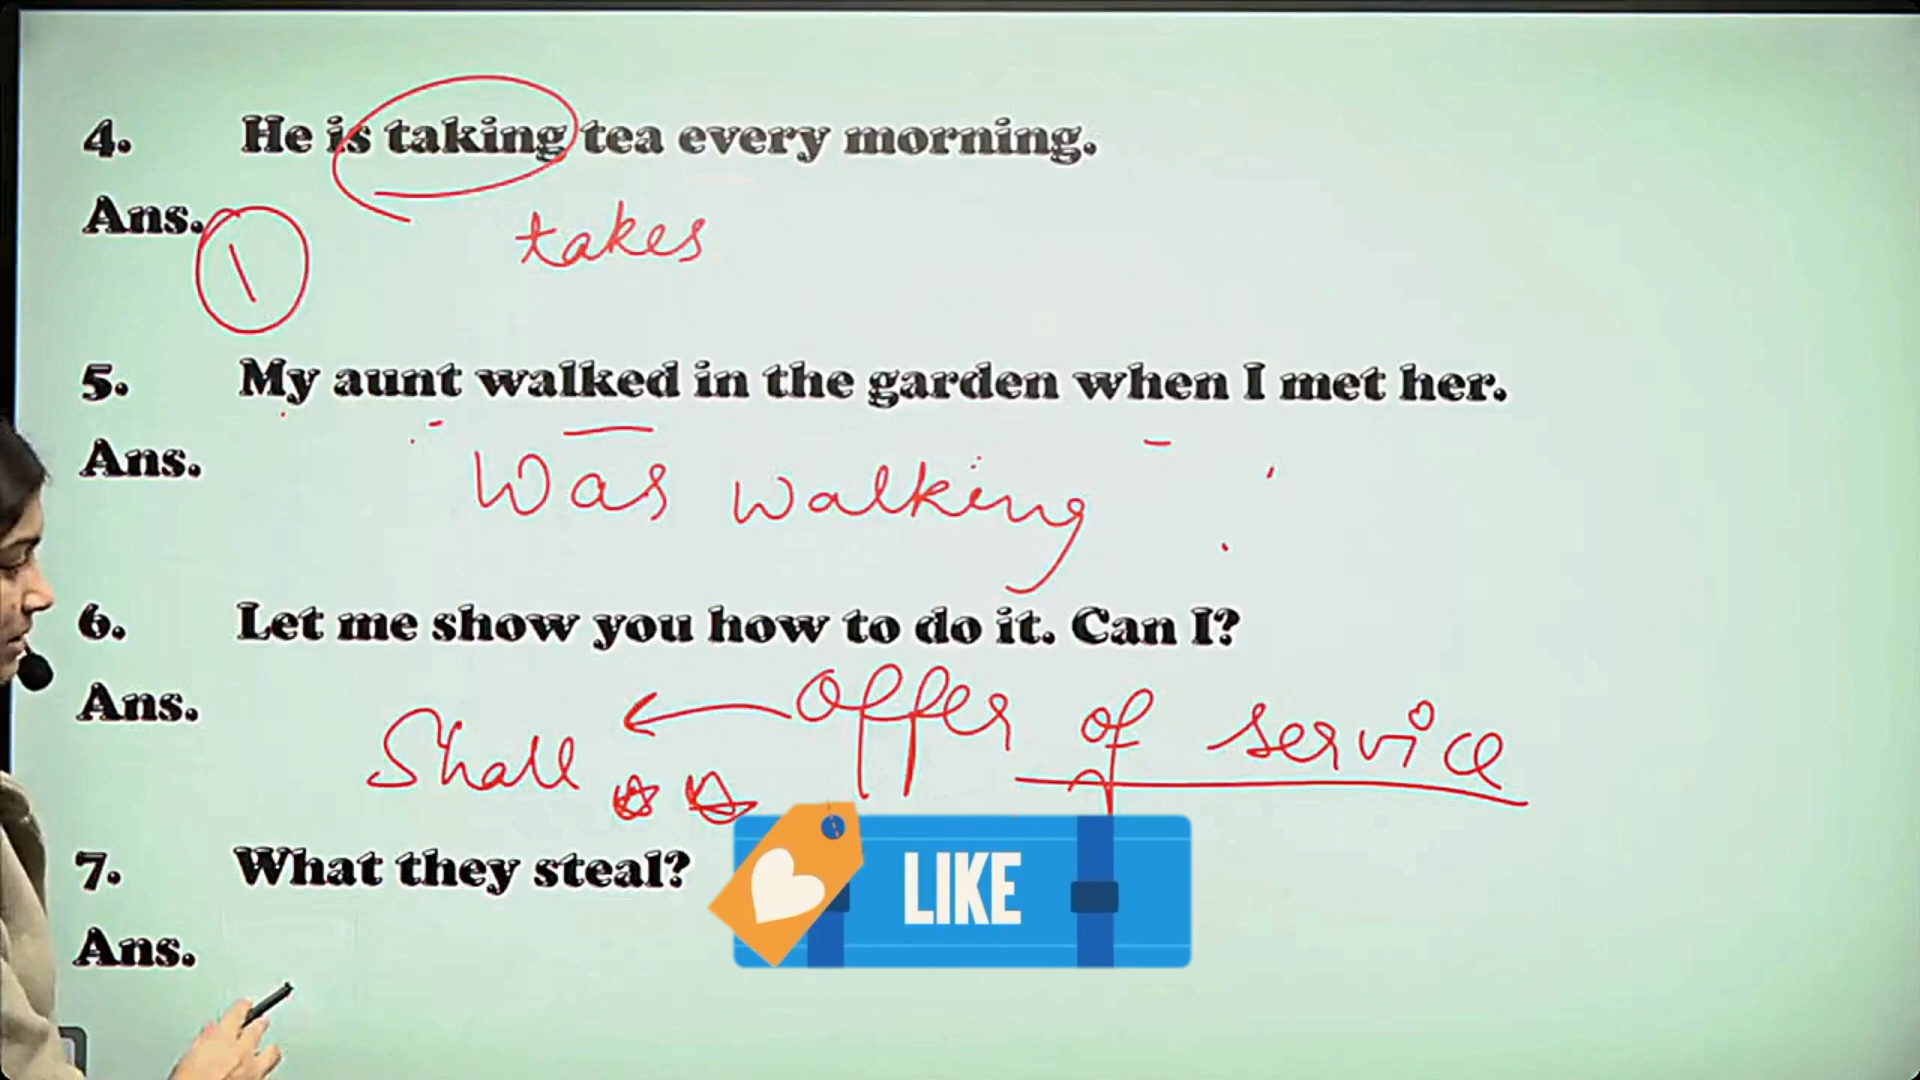 4. He is taking tea every morning.
Ans.
1
takes
5. My aunt walked in the garden when I met her.
Ans.
Was walking
6. Let me show you how to do it. Can I?
Ans.
Shall offer of service
7. What they steal?
LIKE
Ans.